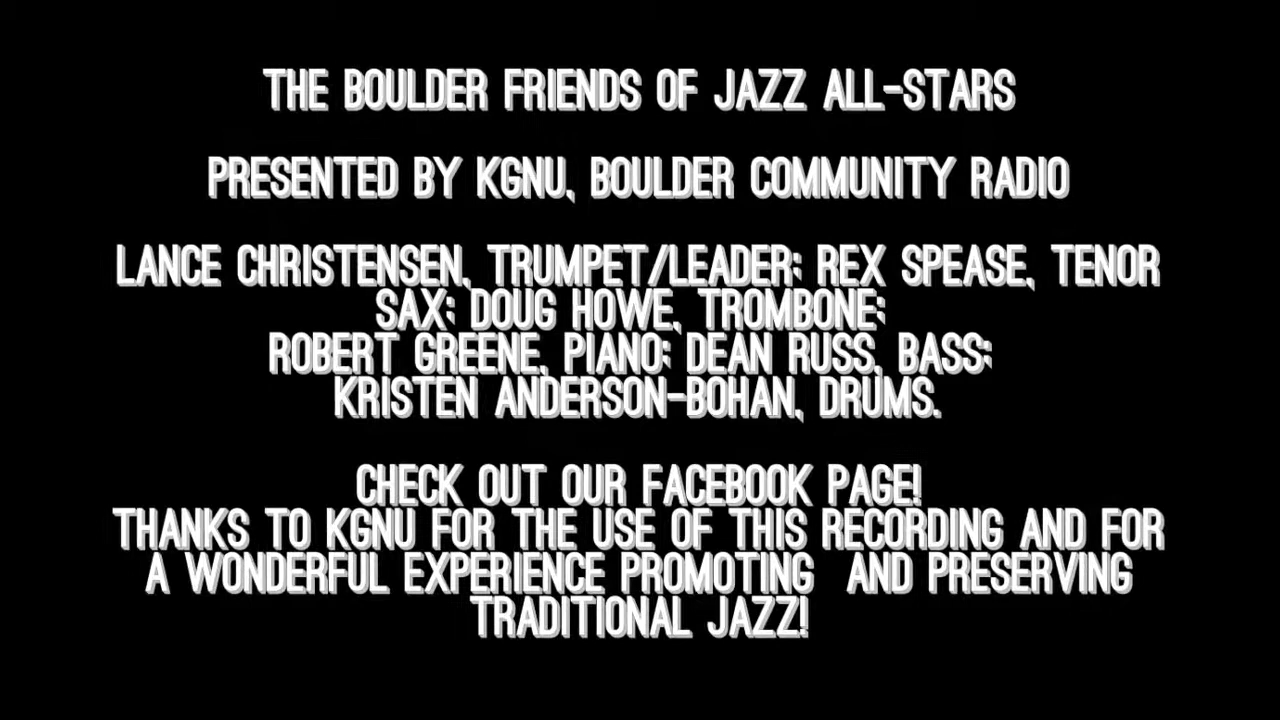 THE BOULDER FRIENDS OF JAZZ ALL-STARS
PRESENTED BY KGNU, BOULDER COMMUNITY RADIO
LANCE CHRISTENSEN, TRUMPET/LEADER; REX SPEASE, TENOR
SAX; DOUG HOWE, TROMBONE;
ROBERT GREENE, PIANO; DEAN RUSS, BASS;
KRISTEN ANDERSON-BOHAN, DRUMS.
CHECK OUT OUR FACEBOOK PAGE!
THANKS TO KGNU FOR THE USE OF THIS RECORDING AND FOR
A WONDERFUL EXPERIENCE PROMOTING  AND PRESERVING
TRADITIONAL JAZZ!